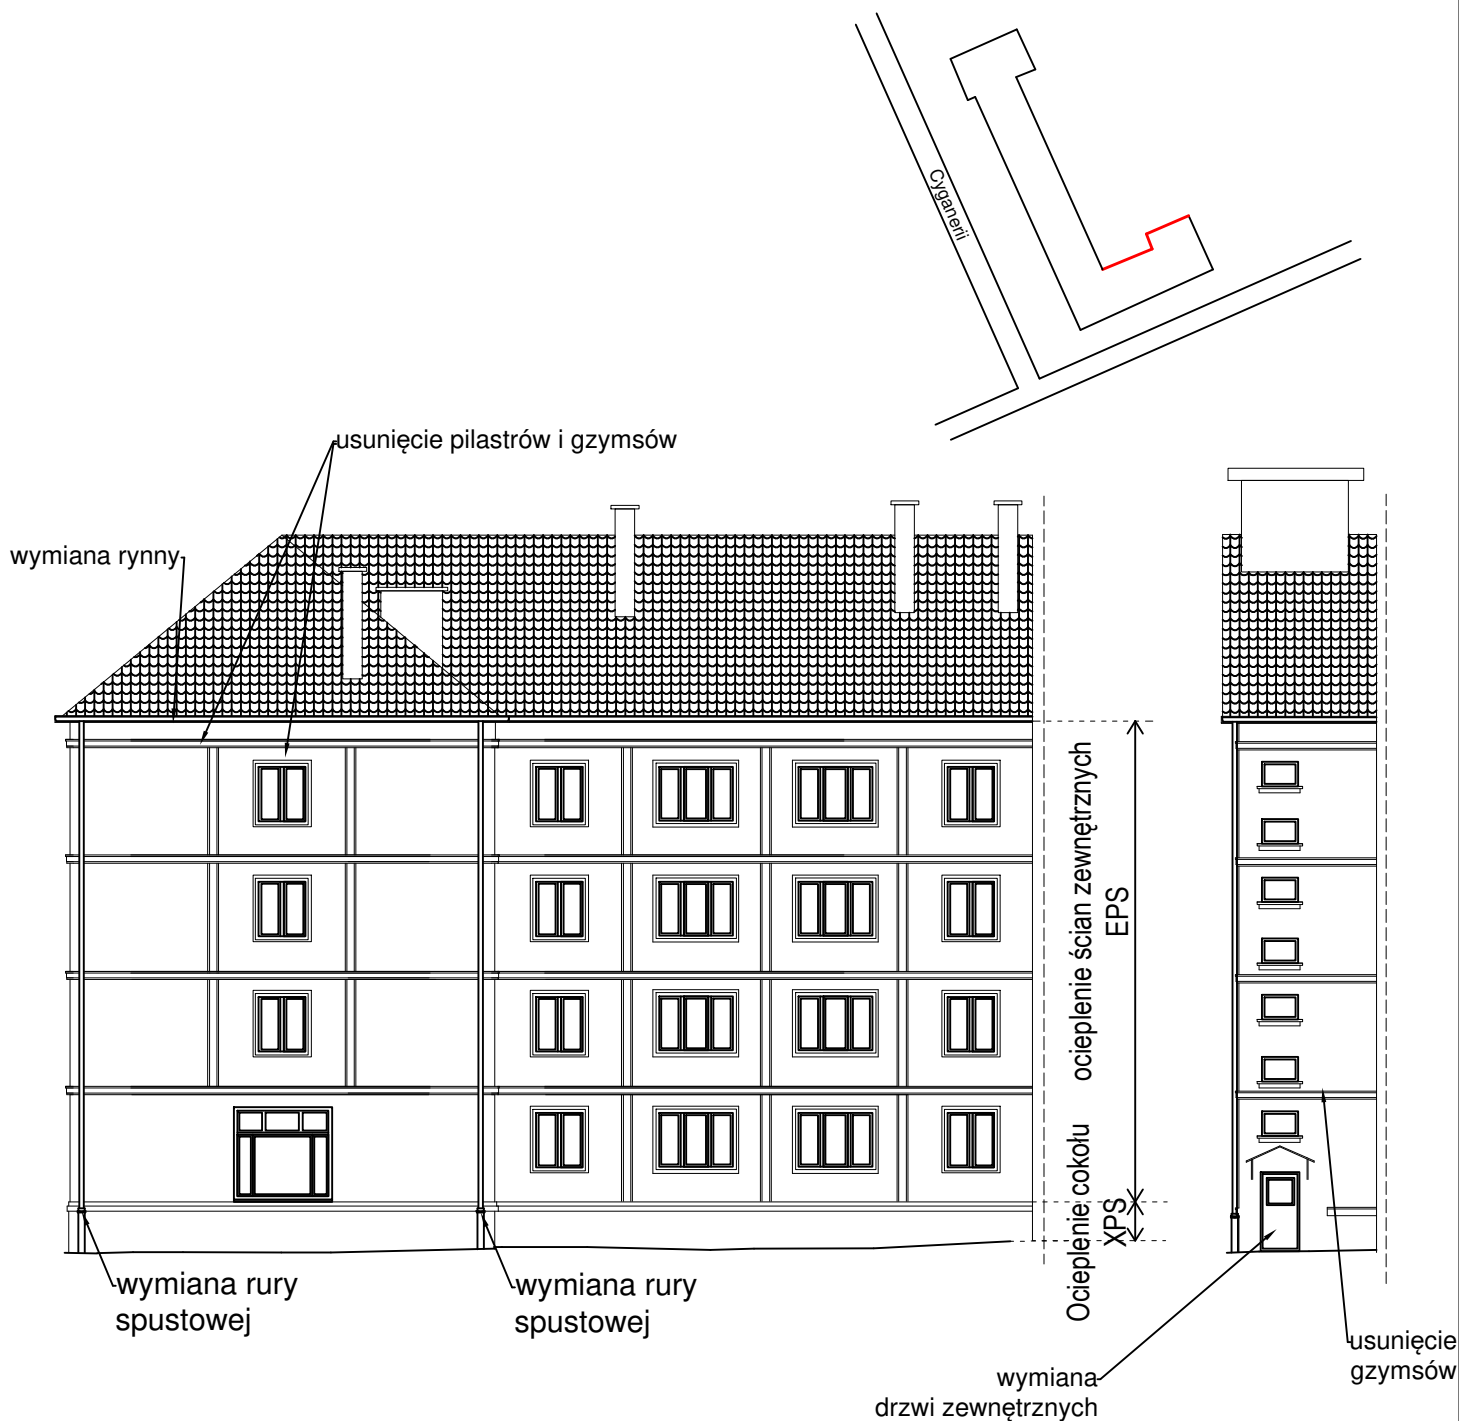 Cyganerii
usunięcie pilastrów i gzymsów
wymiana rynny
ocieplenie ścian zewnętrznych
EPS
Ocieplenie cokołu
XPS
wymiana rury
spustowej
wymiana rury
spustowej
usunięcie
gzymsów
wymiana
drzwi zewnętrznych